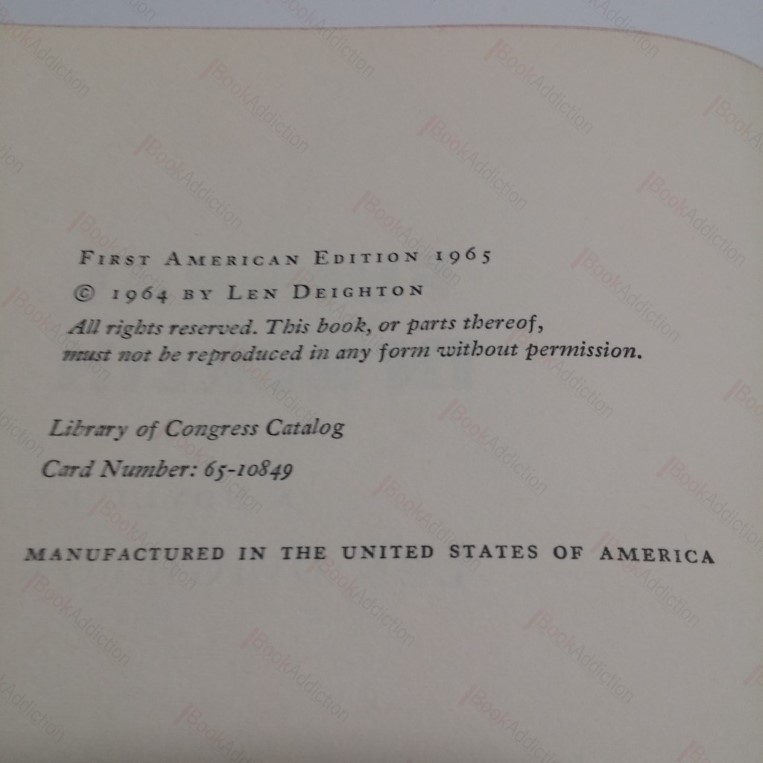 First American Edition 1965
© 1964 by Len Deighton
All rights reserved. This book, or parts thereof,
must not be reproduced in any form without permission.
Library of Congress Catalog
Card Number: 65-10849
MANUFACTURED IN THE UNITED STATES OF AMERICA
BookAddiction